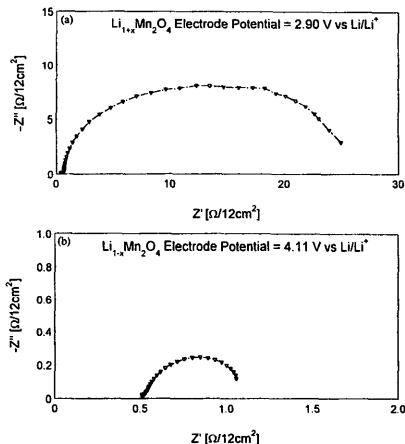 (a) Li₁₊ₓMn₂O₄ Electrode Potential = 2.90 V vs Li/Li⁺
15
10
5
0
-Z" [Ω/12cm²]
0 10 20 30
Z' [Ω/12cm²]
(b) Li₁₋ₓMn₂O₄ Electrode Potential = 4.11 V vs Li/Li⁺
1.0
0.8
0.6
0.4
0.2
0
-Z" [Ω/12cm²]
0 0.5 1.0 1.5 2.0
Z' [Ω/12cm²]